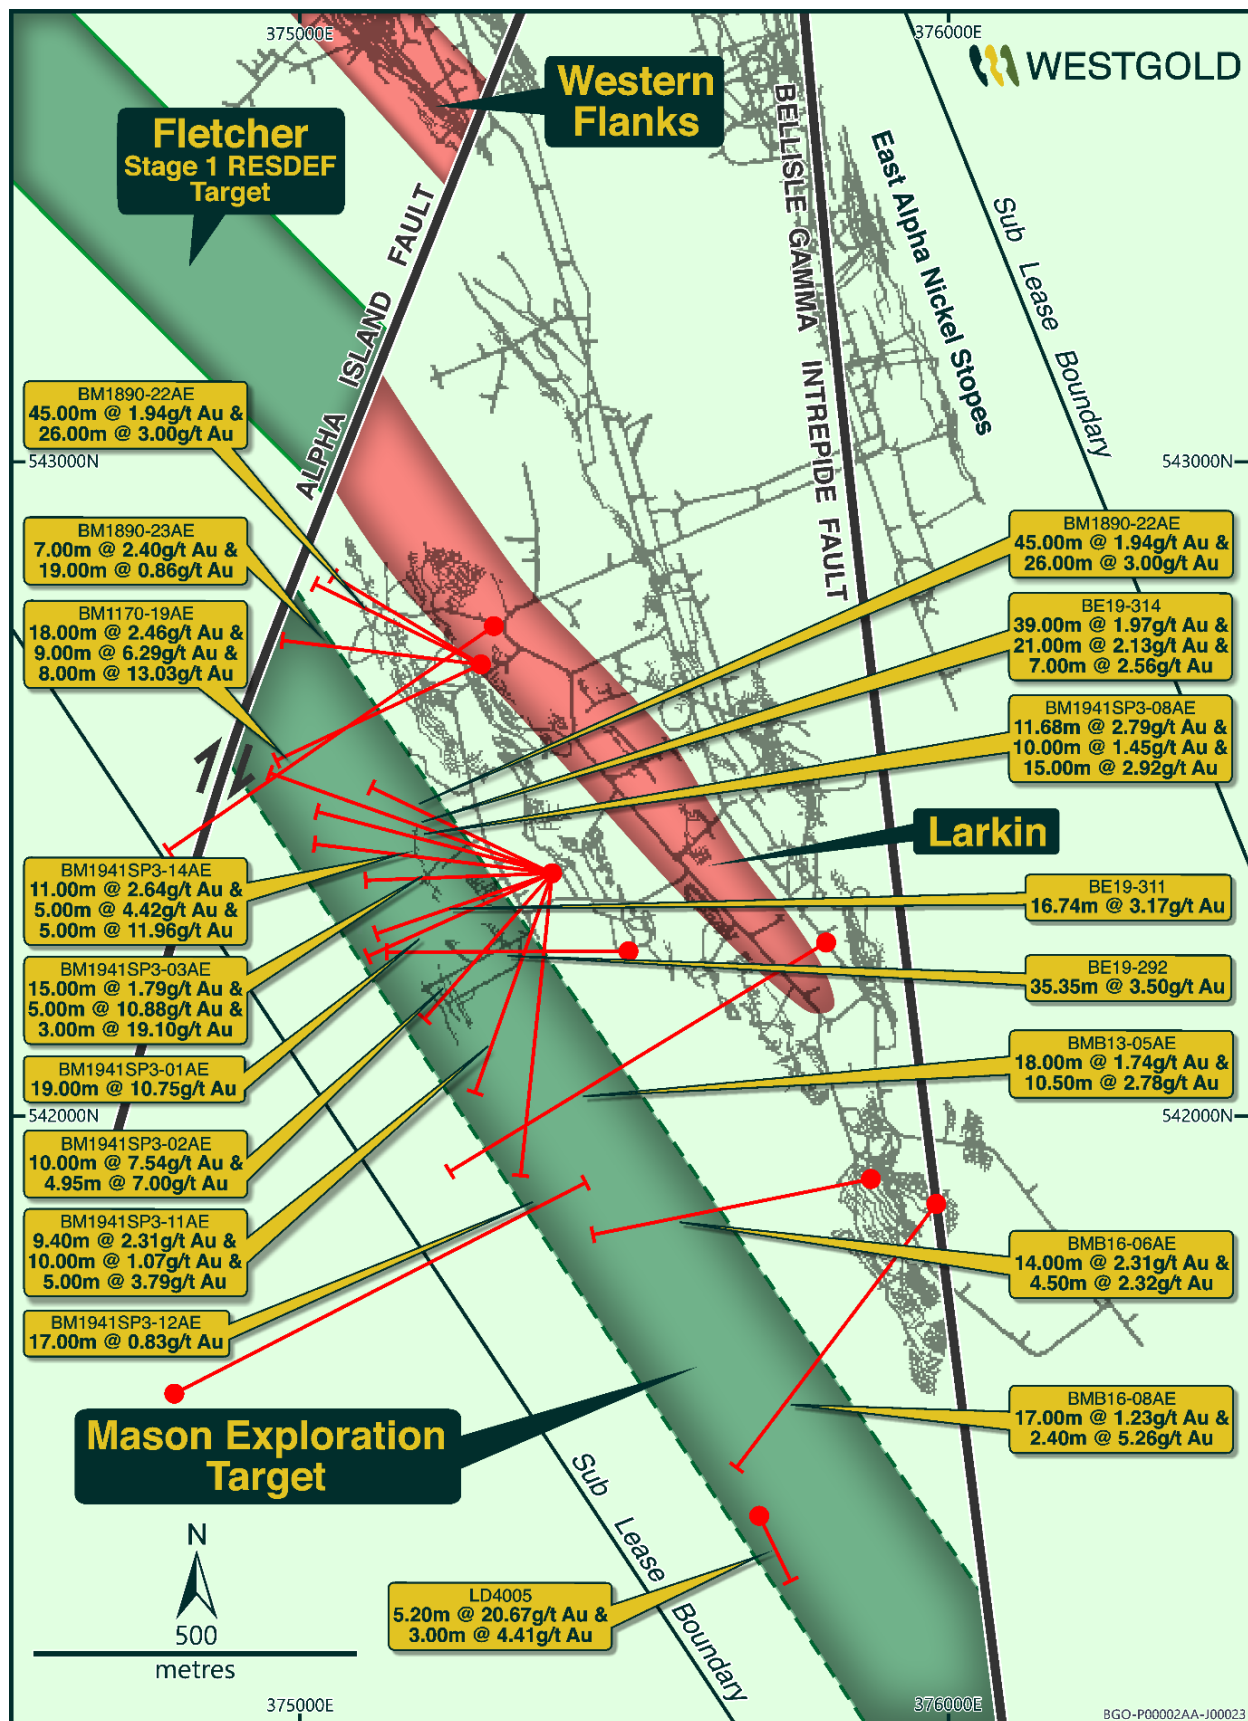 375000E
376000E
WESTGOLD
Western
Flanks
Fletcher
Stage 1 RESDEF
Target
ALPHA ISLAND FAULT
BELLISLE GAMMA INTREPIDE FAULT
East Alpha Nickel Stopes
Sub Lease Boundary
543000N
543000N
BM1890-22AE
45.00m @ 1.94g/t Au &
26.00m @ 3.00g/t Au
BM1890-23AE
7.00m @ 2.40g/t Au &
19.00m @ 0.86g/t Au
BM1170-19AE
18.00m @ 2.46g/t Au &
9.00m @ 6.29g/t Au &
8.00m @ 13.03g/t Au
BM1890-22AE
45.00m @ 1.94g/t Au &
26.00m @ 3.00g/t Au
BE19-314
39.00m @ 1.97g/t Au &
21.00m @ 2.13g/t Au &
7.00m @ 2.56g/t Au
BM1941SP3-08AE
11.68m @ 2.79g/t Au &
10.00m @ 1.45g/t Au &
15.00m @ 2.92g/t Au
Larkin
BM1941SP3-14AE
11.00m @ 2.64g/t Au &
5.00m @ 4.42g/t Au &
5.00m @ 11.96g/t Au
BM1941SP3-03AE
15.00m @ 1.79g/t Au &
5.00m @ 10.88g/t Au &
3.00m @ 19.10g/t Au
BM1941SP3-01AE
19.00m @ 10.75g/t Au
BE19-311
16.74m @ 3.17g/t Au
BE19-292
35.35m @ 3.50g/t Au
BMB13-05AE
18.00m @ 1.74g/t Au &
10.50m @ 2.78g/t Au
542000N
542000N
BM1941SP3-02AE
10.00m @ 7.54g/t Au &
4.95m @ 7.00g/t Au
BM1941SP3-11AE
9.40m @ 2.31g/t Au &
10.00m @ 1.07g/t Au &
5.00m @ 3.79g/t Au
BM1941SP3-12AE
17.00m @ 0.83g/t Au
BMB16-06AE
14.00m @ 2.31g/t Au &
4.50m @ 2.32g/t Au
BMB16-08AE
17.00m @ 1.23g/t Au &
2.40m @ 5.26g/t Au
Mason Exploration
Target
Sub Lease Boundary
LD4005
5.20m @ 20.67g/t Au &
3.00m @ 4.41g/t Au
N
500
metres
375000E
376000E
BGO-P00002AA-J00023